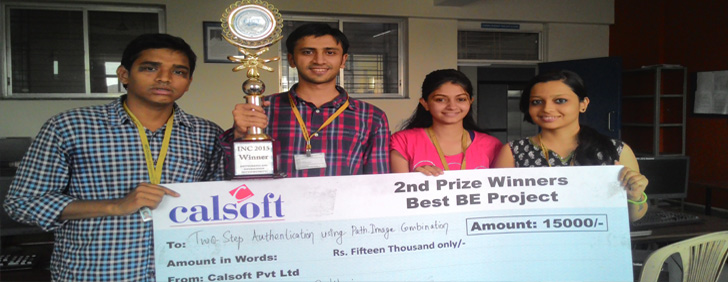 INC 2015
Winner
calsoft
2nd Prize Winners
Best BE Project
To: Two-Step Authentication using Path.Image Combination
Amount: 15000/-
Amount in Words: Rs. Fifteen Thousand only/-
From: Calsoft Pvt Ltd